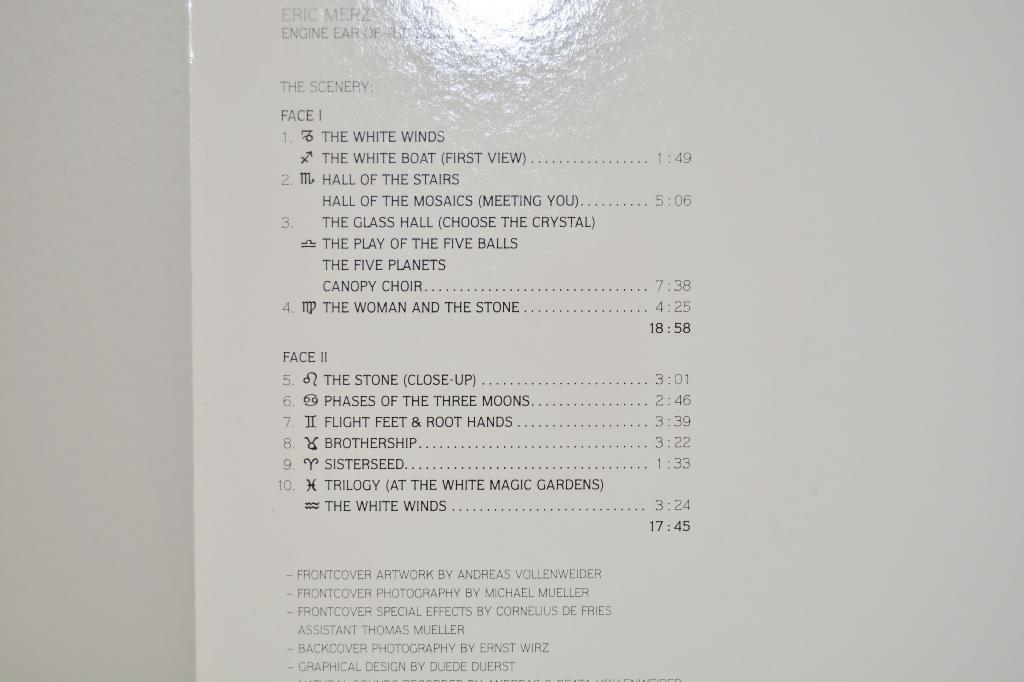 ERIC MERZ
ENGINE EAR OF
THE SCENERY:
FACE I
1. ♑ THE WHITE WINDS
♐ THE WHITE BOAT (FIRST VIEW)................. 1:49
2. ♏ HALL OF THE STAIRS
HALL OF THE MOSAICS (MEETING YOU).......... 5:06
3. THE GLASS HALL (CHOOSE THE CRYSTAL)
♎ THE PLAY OF THE FIVE BALLS
THE FIVE PLANETS
CANOPY CHOIR................................ 7:38
4. ♍ THE WOMAN AND THE STONE.................. 4:25
18:58
FACE II
5. ♌ THE STONE (CLOSE-UP)........................ 3:01
6. ♋ PHASES OF THE THREE MOONS................. 2:46
7. ♊ FLIGHT FEET & ROOT HANDS................... 3:39
8. ♉ BROTHERSHIP................................. 3:22
9. ♈ SISTERSEED................................... 1:33
10. ♓ TRILOGY (AT THE WHITE MAGIC GARDENS)
♒ THE WHITE WINDS............................ 3:24
17:45
– FRONTCOVER ARTWORK BY ANDREAS VOLLENWEIDER
– FRONTCOVER PHOTOGRAPHY BY MICHAEL MUELLER
– FRONTCOVER SPECIAL EFFECTS BY CORNELIUS DE FRIES
ASSISTANT THOMAS MUELLER
– BACKCOVER PHOTOGRAPHY BY ERNST WIRZ
– GRAPHICAL DESIGN BY DUEDE DUERST
– NATURAL SOUNDS RECORDED BY ANDREAS & BEATA VOLLENWEIDER